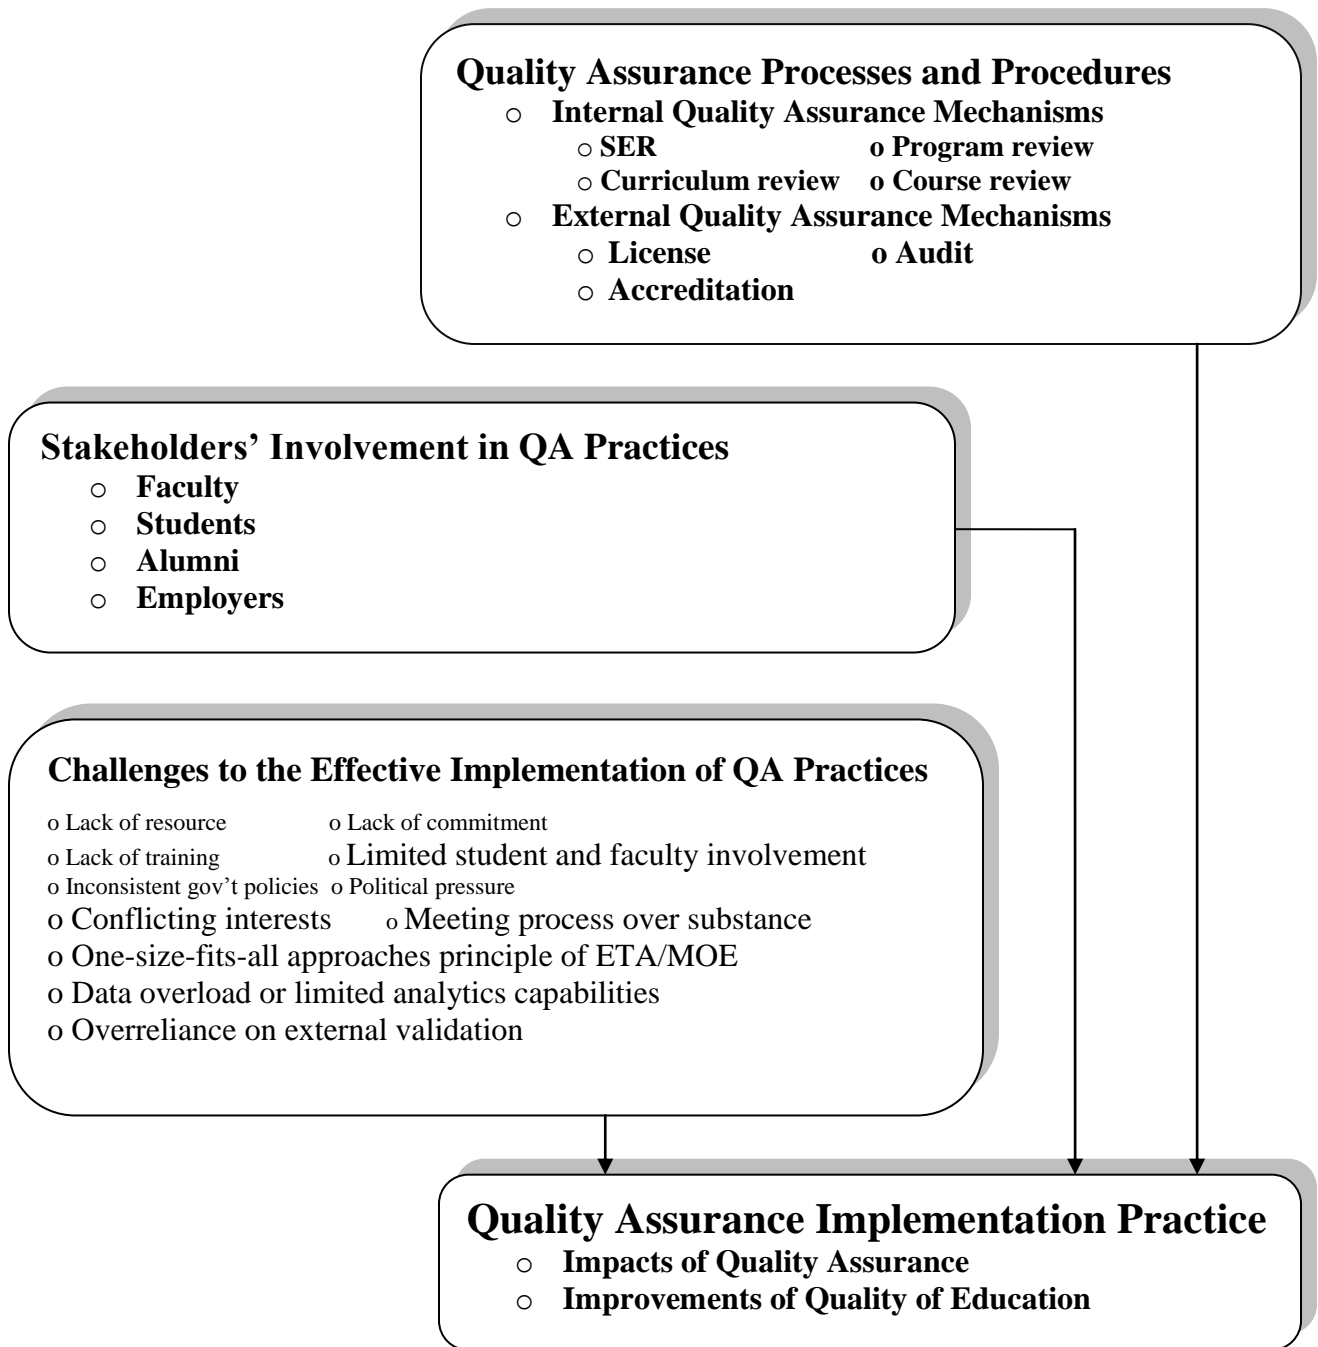 Quality Assurance Processes and Procedures
o Internal Quality Assurance Mechanisms
o SER o Program review
o Curriculum review o Course review
o External Quality Assurance Mechanisms
o License o Audit
o Accreditation
Stakeholders’ Involvement in QA Practices
o Faculty
o Students
o Alumni
o Employers
Challenges to the Effective Implementation of QA Practices
o Lack of resource o Lack of commitment
o Lack of training o Limited student and faculty involvement
o Inconsistent gov’t policies o Political pressure
o Conflicting interests o Meeting process over substance
o One-size-fits-all approaches principle of ETA/MOE
o Data overload or limited analytics capabilities
o Overreliance on external validation
Quality Assurance Implementation Practice
o Impacts of Quality Assurance
o Improvements of Quality of Education